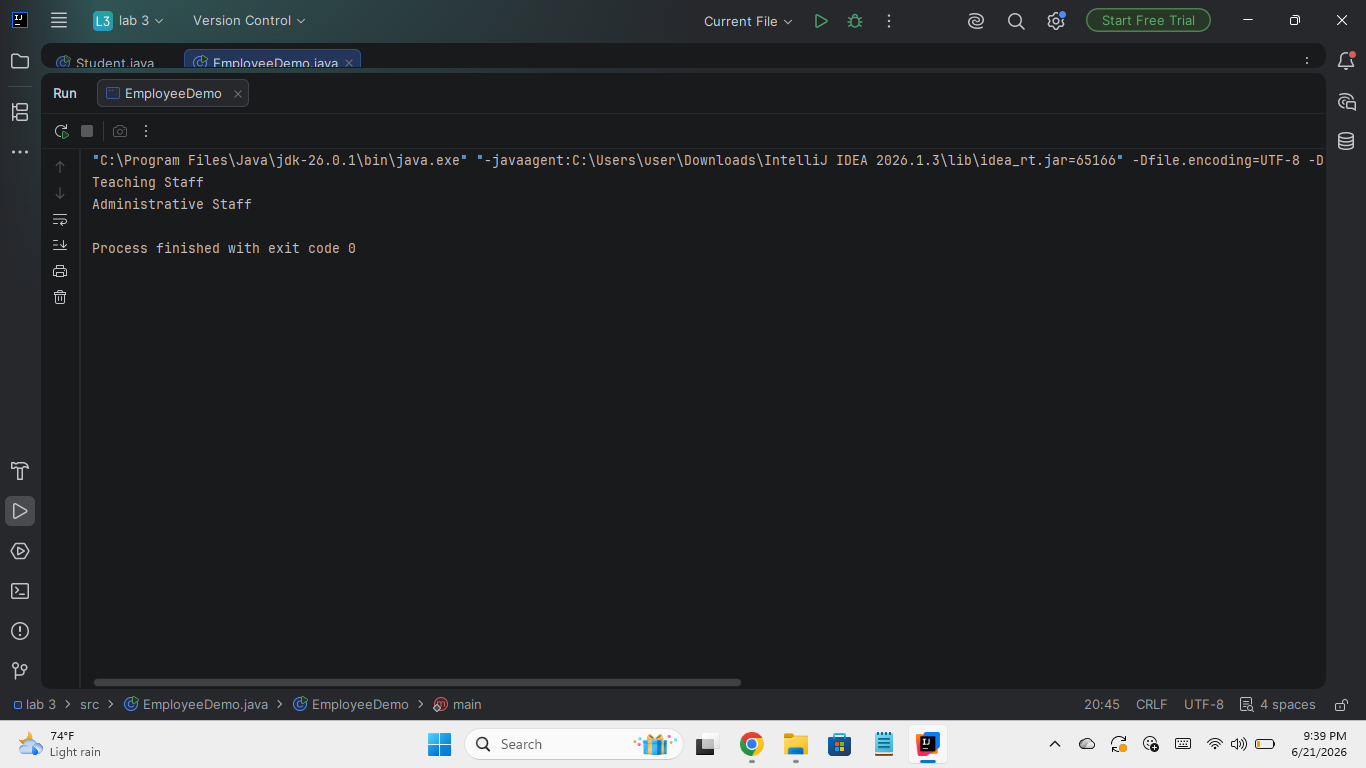 L3 lab 3 Version Control Current File Start Free Trial
Student.java EmployeeDemo.java
Run EmployeeDemo
"C:\Program Files\Java\jdk-26.0.1\bin\java.exe" "-javaagent:C:\Users\user\Downloads\IntelliJ IDEA 2026.1.3\lib\idea_rt.jar=65166" -Dfile.encoding=UTF-8 -D
Teaching Staff
Administrative Staff
Process finished with exit code 0
lab 3 > src > EmployeeDemo.java > EmployeeDemo > main 20:45 CRLF UTF-8 4 spaces
74°F
Light rain
Search
9:39 PM
6/21/2026